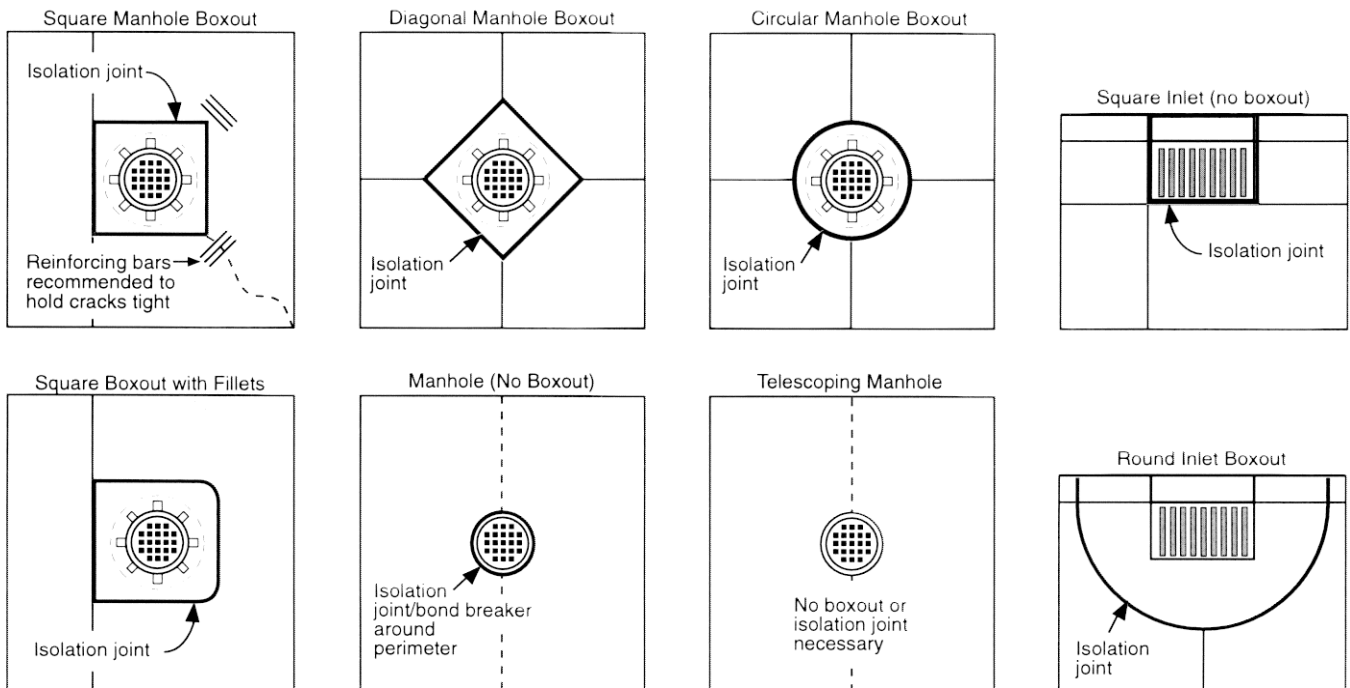 Square Manhole Boxout
Isolation joint
Reinforcing bars
recommended to
hold cracks tight
Diagonal Manhole Boxout
Isolation
joint
Circular Manhole Boxout
Isolation
joint
Square Inlet (no boxout)
Isolation joint
Square Boxout with Fillets
Isolation joint
Manhole (No Boxout)
Isolation
joint/bond breaker
around
perimeter
Telescoping Manhole
No boxout or
isolation joint
necessary
Round Inlet Boxout
Isolation
joint